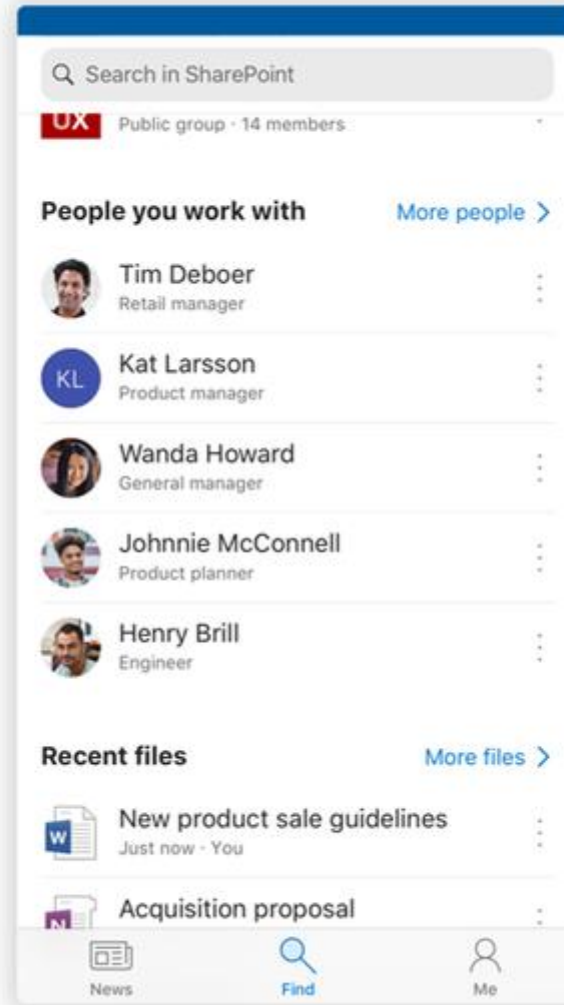 Search in SharePoint
UX
Public group · 14 members
People you work with
More people >
Tim Deboer
Retail manager
KL
Kat Larsson
Product manager
Wanda Howard
General manager
Johnnie McConnell
Product planner
Henry Brill
Engineer
Recent files
More files >
W
New product sale guidelines
Just now · You
N
Acquisition proposal
News
Find
Me